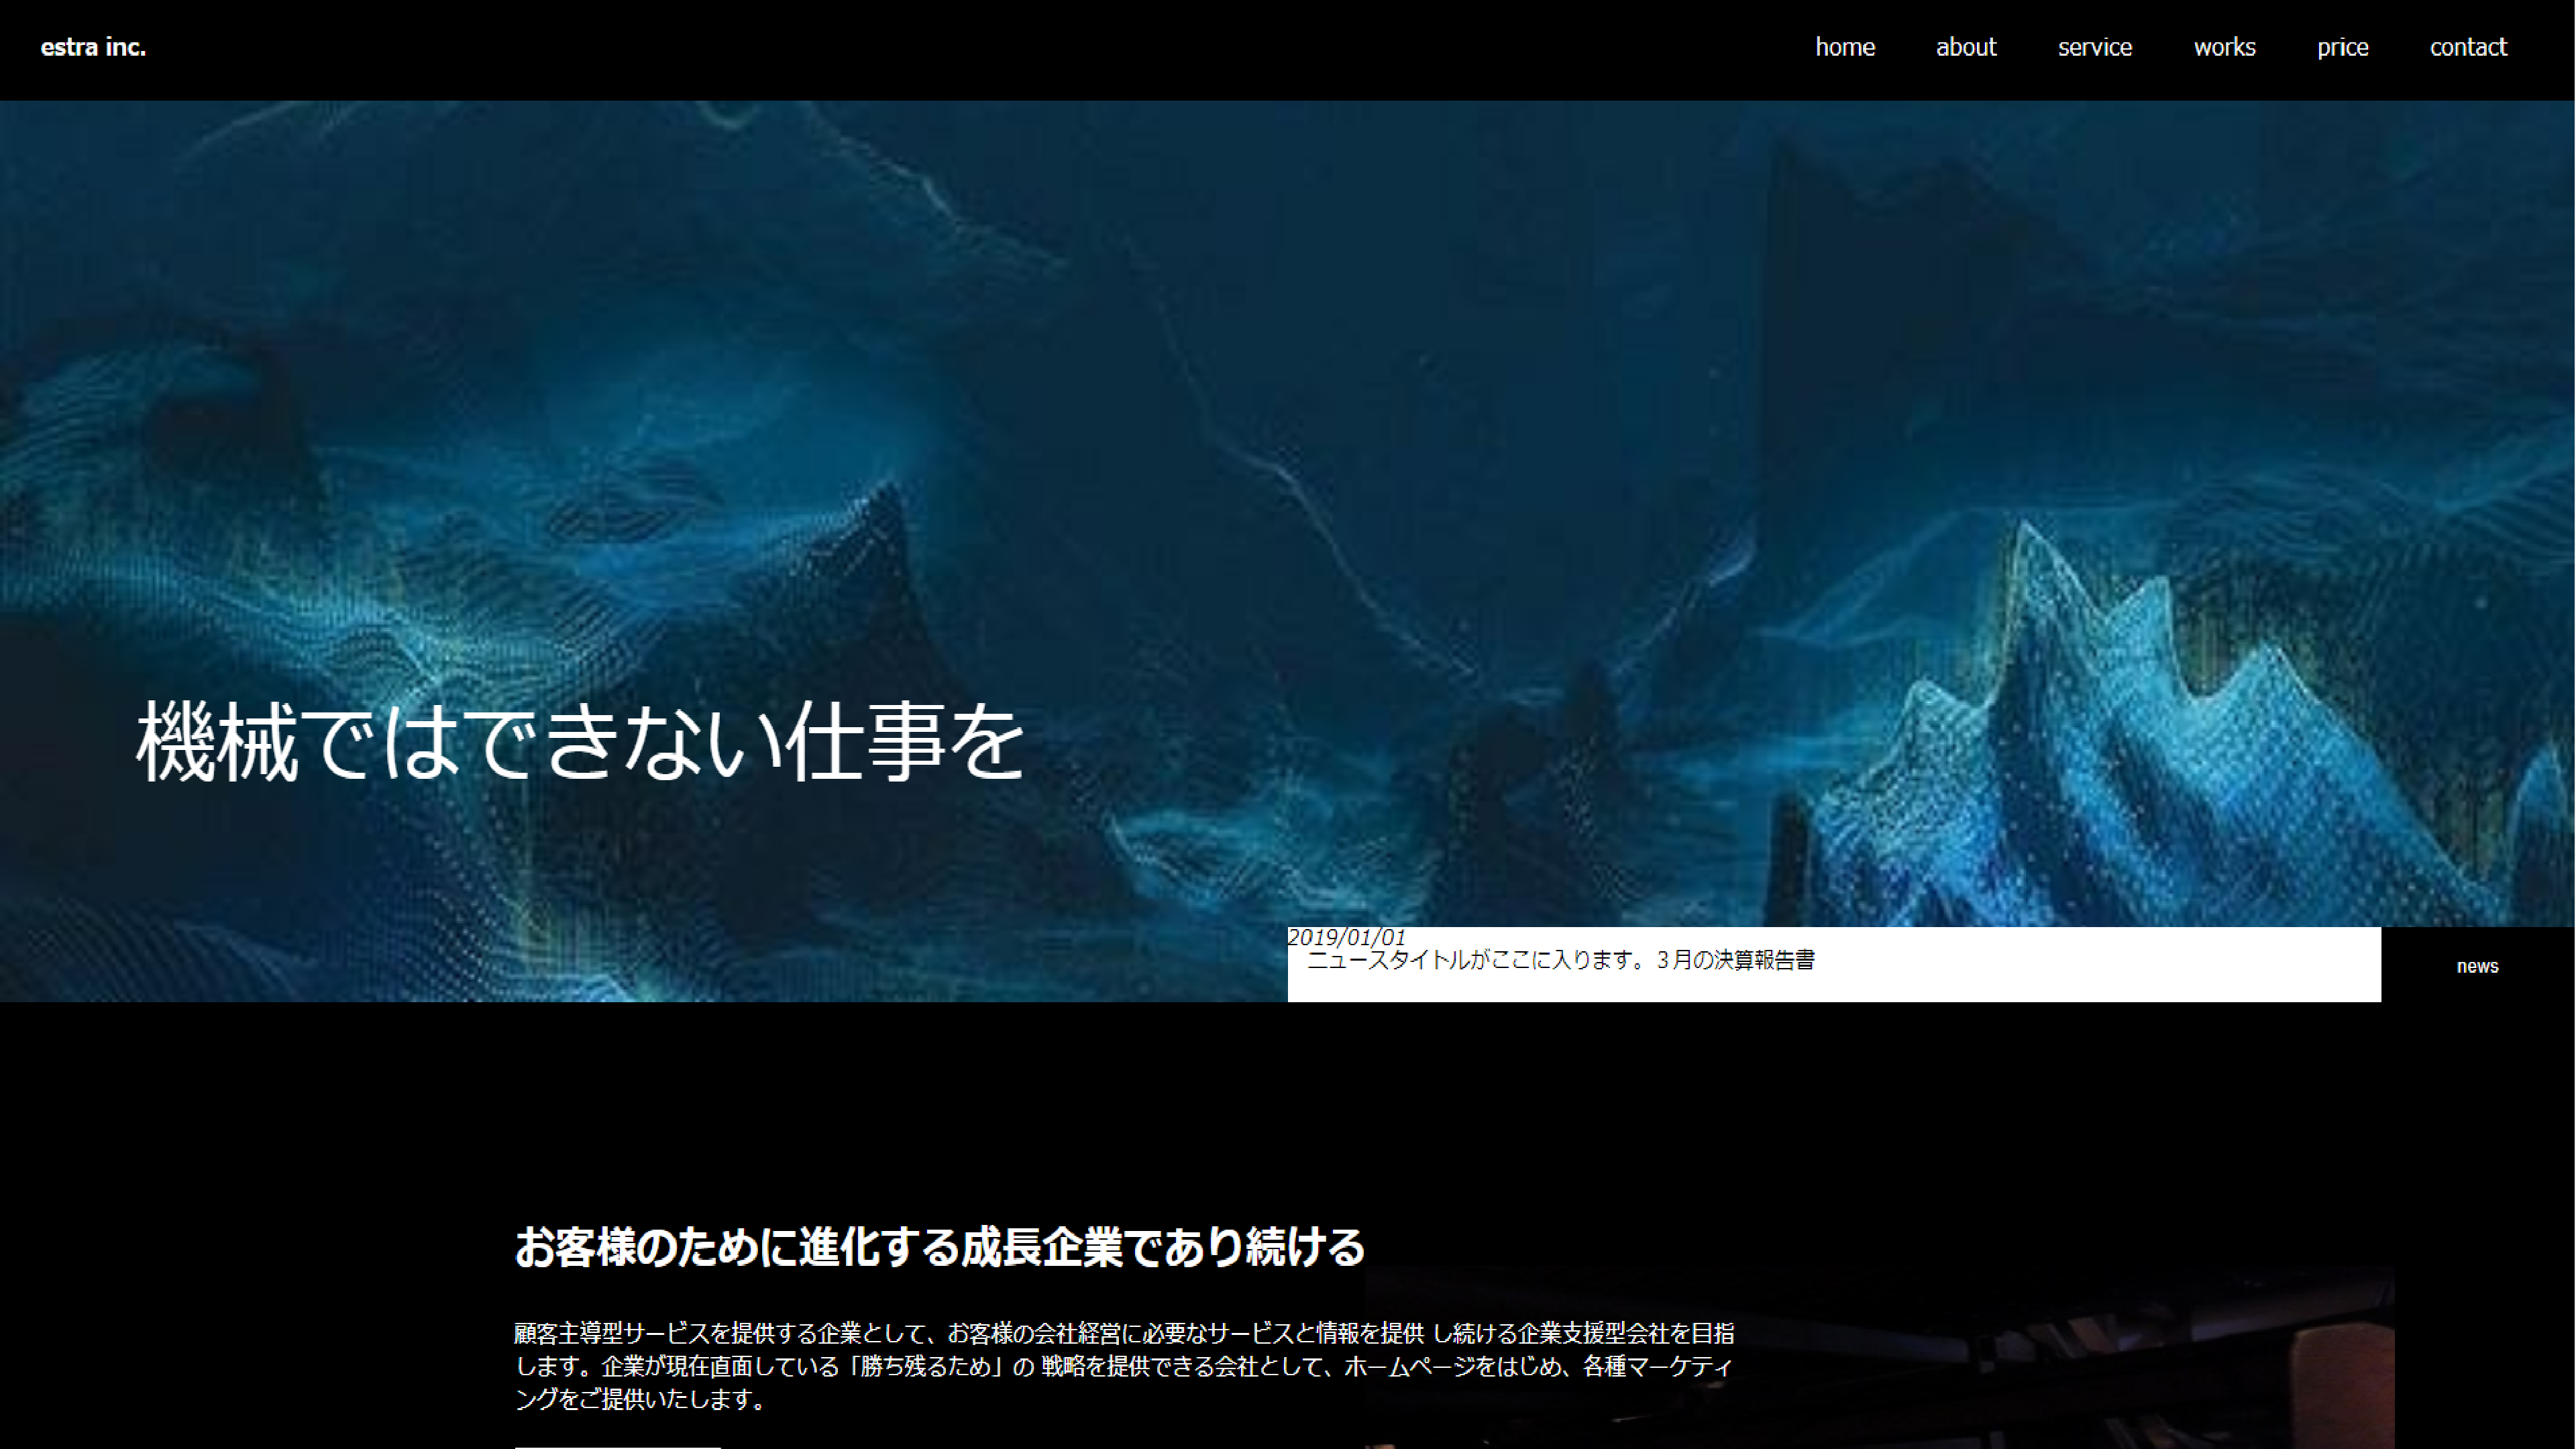 estra inc.
home about service works price contact
機械ではできない仕事を
2019/01/01
ニュースタイトルがここに入ります。３月の決算報告書
news
お客様のために進化する成長企業であり続ける
顧客主導型サービスを提供する企業として、お客様の会社経営に必要なサービスと情報を提供 し続ける企業支援型会社を目指
します。企業が現在直面している「勝ち残るため」の 戦略を提供できる会社として、ホームページをはじめ、各種マーケティ
ングをご提供いたします。